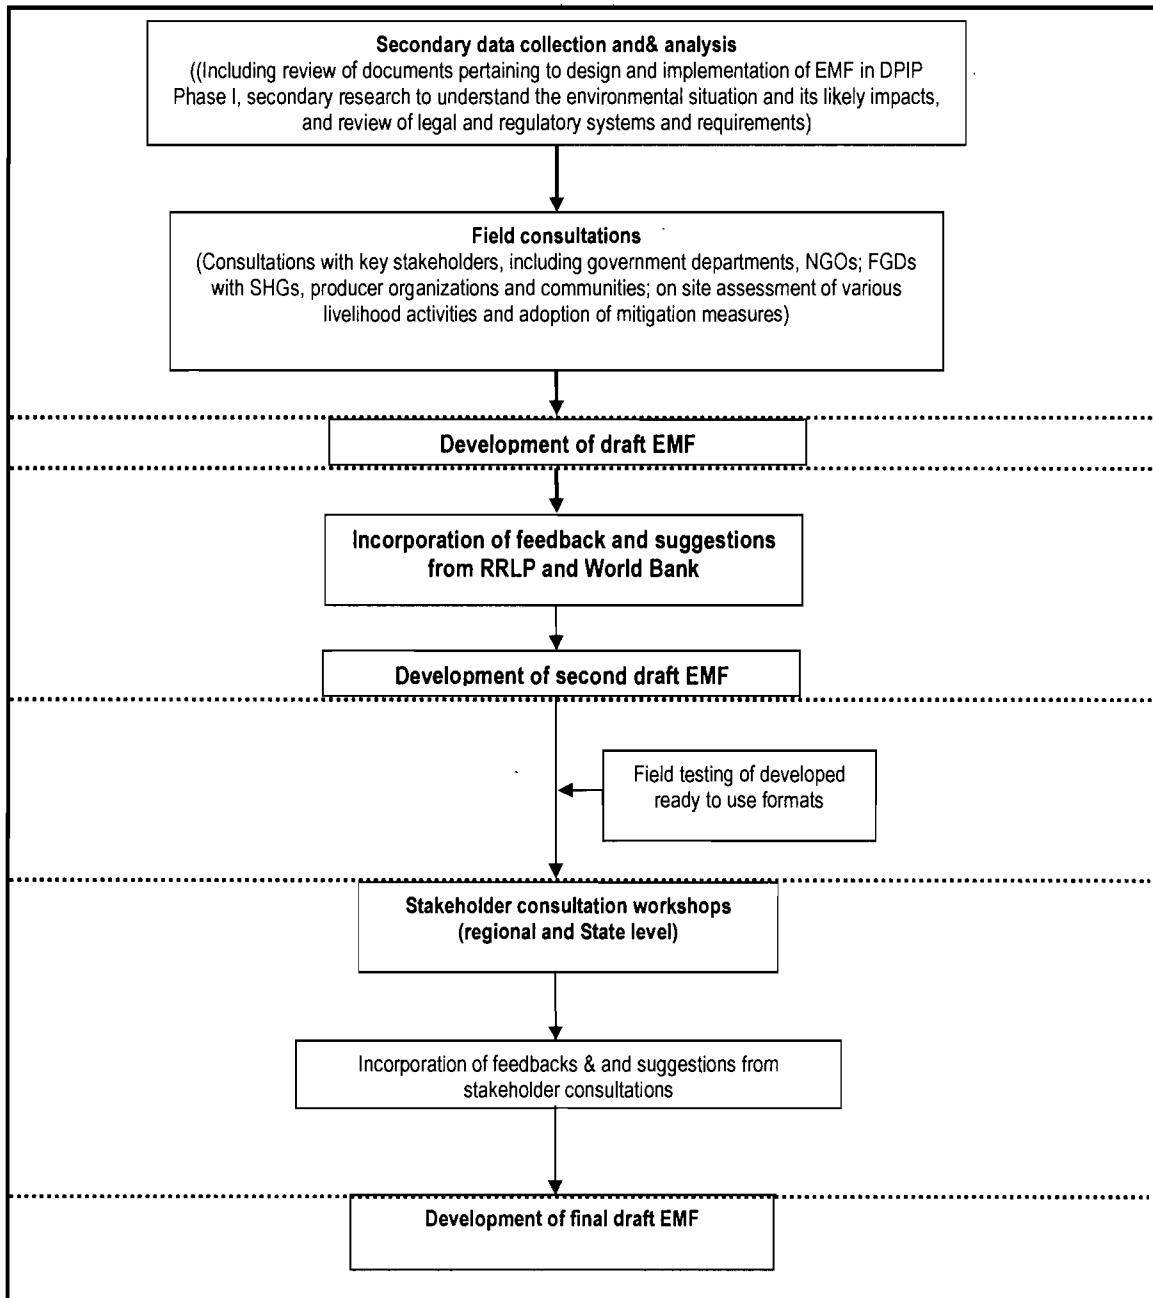 Secondary data collection and& analysis
((Including review of documents pertaining to design and implementation of EMF in DPIP
Phase I, secondary research to understand the environmental situation and its likely impacts,
and review of legal and regulatory systems and requirements)
Field consultations
(Consultations with key stakeholders, including government departments, NGOs; FGDs
with SHGs, producer organizations and communities; on site assessment of various
livelihood activities and adoption of mitigation measures)
Development of draft EMF
Incorporation of feedback and suggestions
from RRLP and World Bank
Development of second draft EMF
Field testing of developed
ready to use formats
Stakeholder consultation workshops
(regional and State level)
Incorporation of feedbacks & and suggestions from
stakeholder consultations
Development of final draft EMF